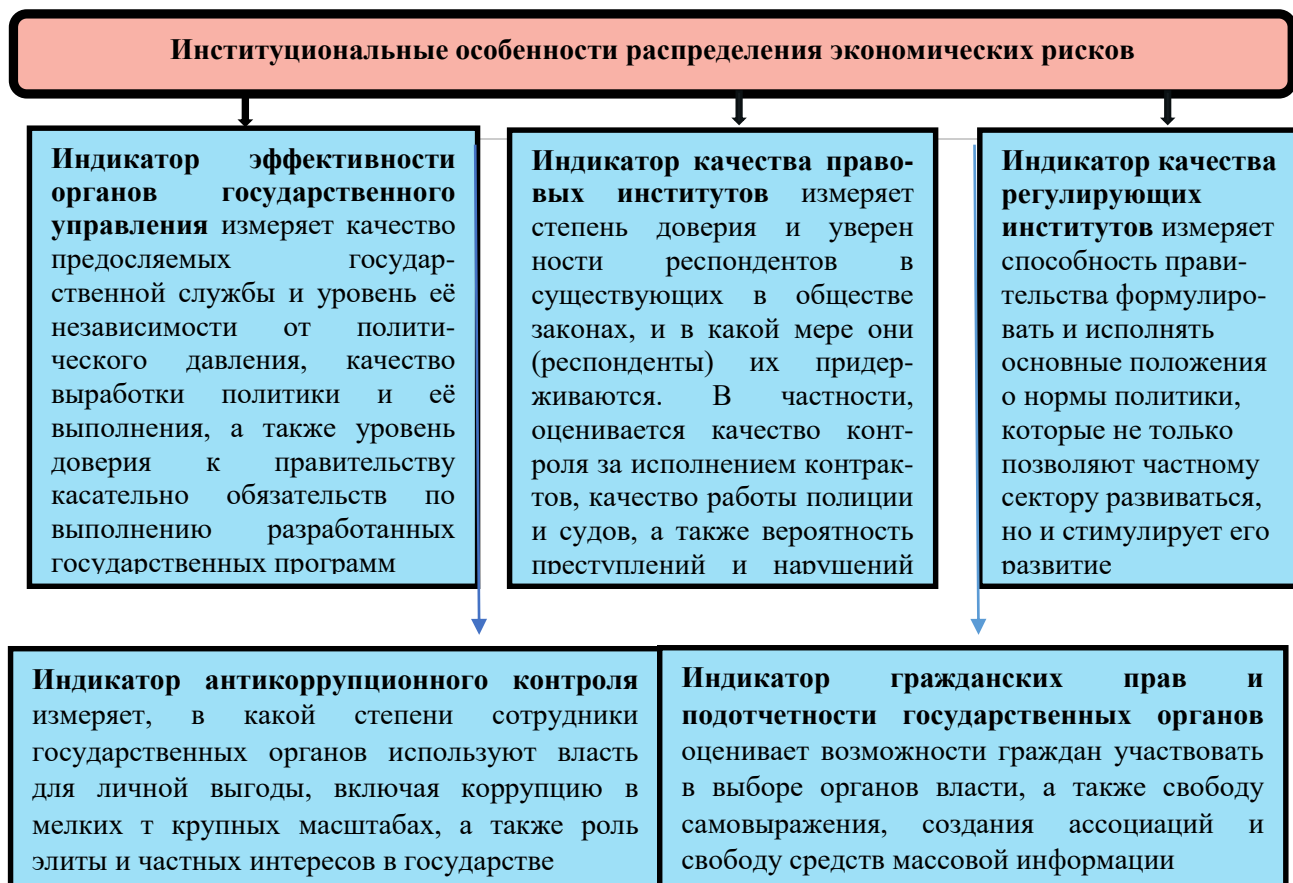 Институциональные особенности распределения экономических рисков
Индикатор эффективности
органов государственного
управления измеряет качество
предосляемых государ-
ственной службы и уровень её
независимости от полити-
ческого давления, качество
выработки политики и её
выполнения, а также уровень
доверия к правительству
касательно обязательств по
выполнению разработанных
государственных программ
Индикатор качества право-
вых институтов измеряет
степень доверия и уверен
ности респондентов в
существующих в обществе
законах, и в какой мере они
(респонденты) их придер-
живаются. В частности,
оценивается качество конт-
роля за исполнением контрак-
тов, качество работы полиции
и судов, а также вероятность
преступлений и нарушений
Индикатор качества
регулирующих
институтов измеряет
способность прави-
тельства формулиро-
вать и исполнять
основные положения
о нормы политики,
которые не только
позволяют частному
сектору развиваться,
но и стимулирует его
развитие
Индикатор антикоррупционного контроля
измеряет, в какой степени сотрудники
государственных органов используют власть
для личной выгоды, включая коррупцию в
мелких т крупных масштабах, а также роль
элиты и частных интересов в государстве
Индикатор гражданских прав и
подотчетности государственных органов
оценивает возможности граждан участвовать
в выборе органов власти, а также свободу
самовыражения, создания ассоциаций и
свободу средств массовой информации